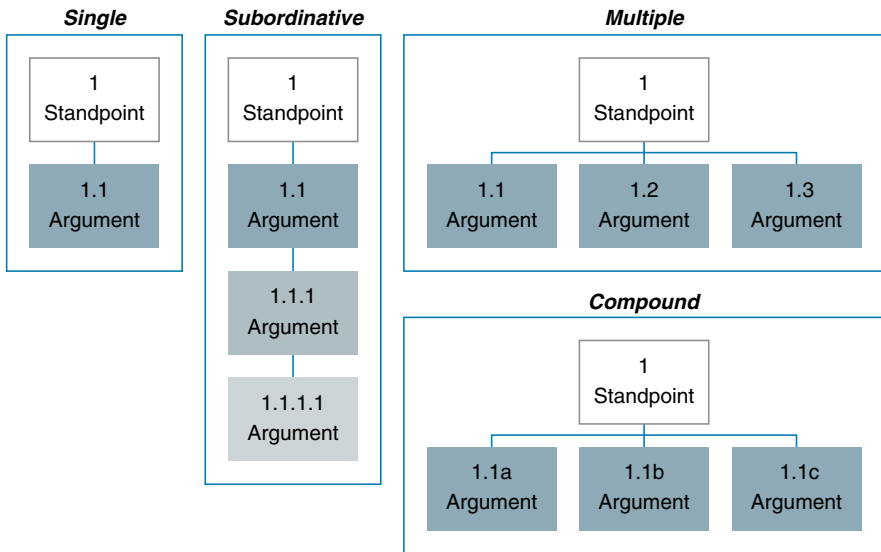 Single
1
Standpoint
1.1
Argument
Subordinative
1
Standpoint
1.1
Argument
1.1.1
Argument
1.1.1.1
Argument
Multiple
1
Standpoint
1.1
Argument
1.2
Argument
1.3
Argument
Compound
1
Standpoint
1.1a
Argument
1.1b
Argument
1.1c
Argument